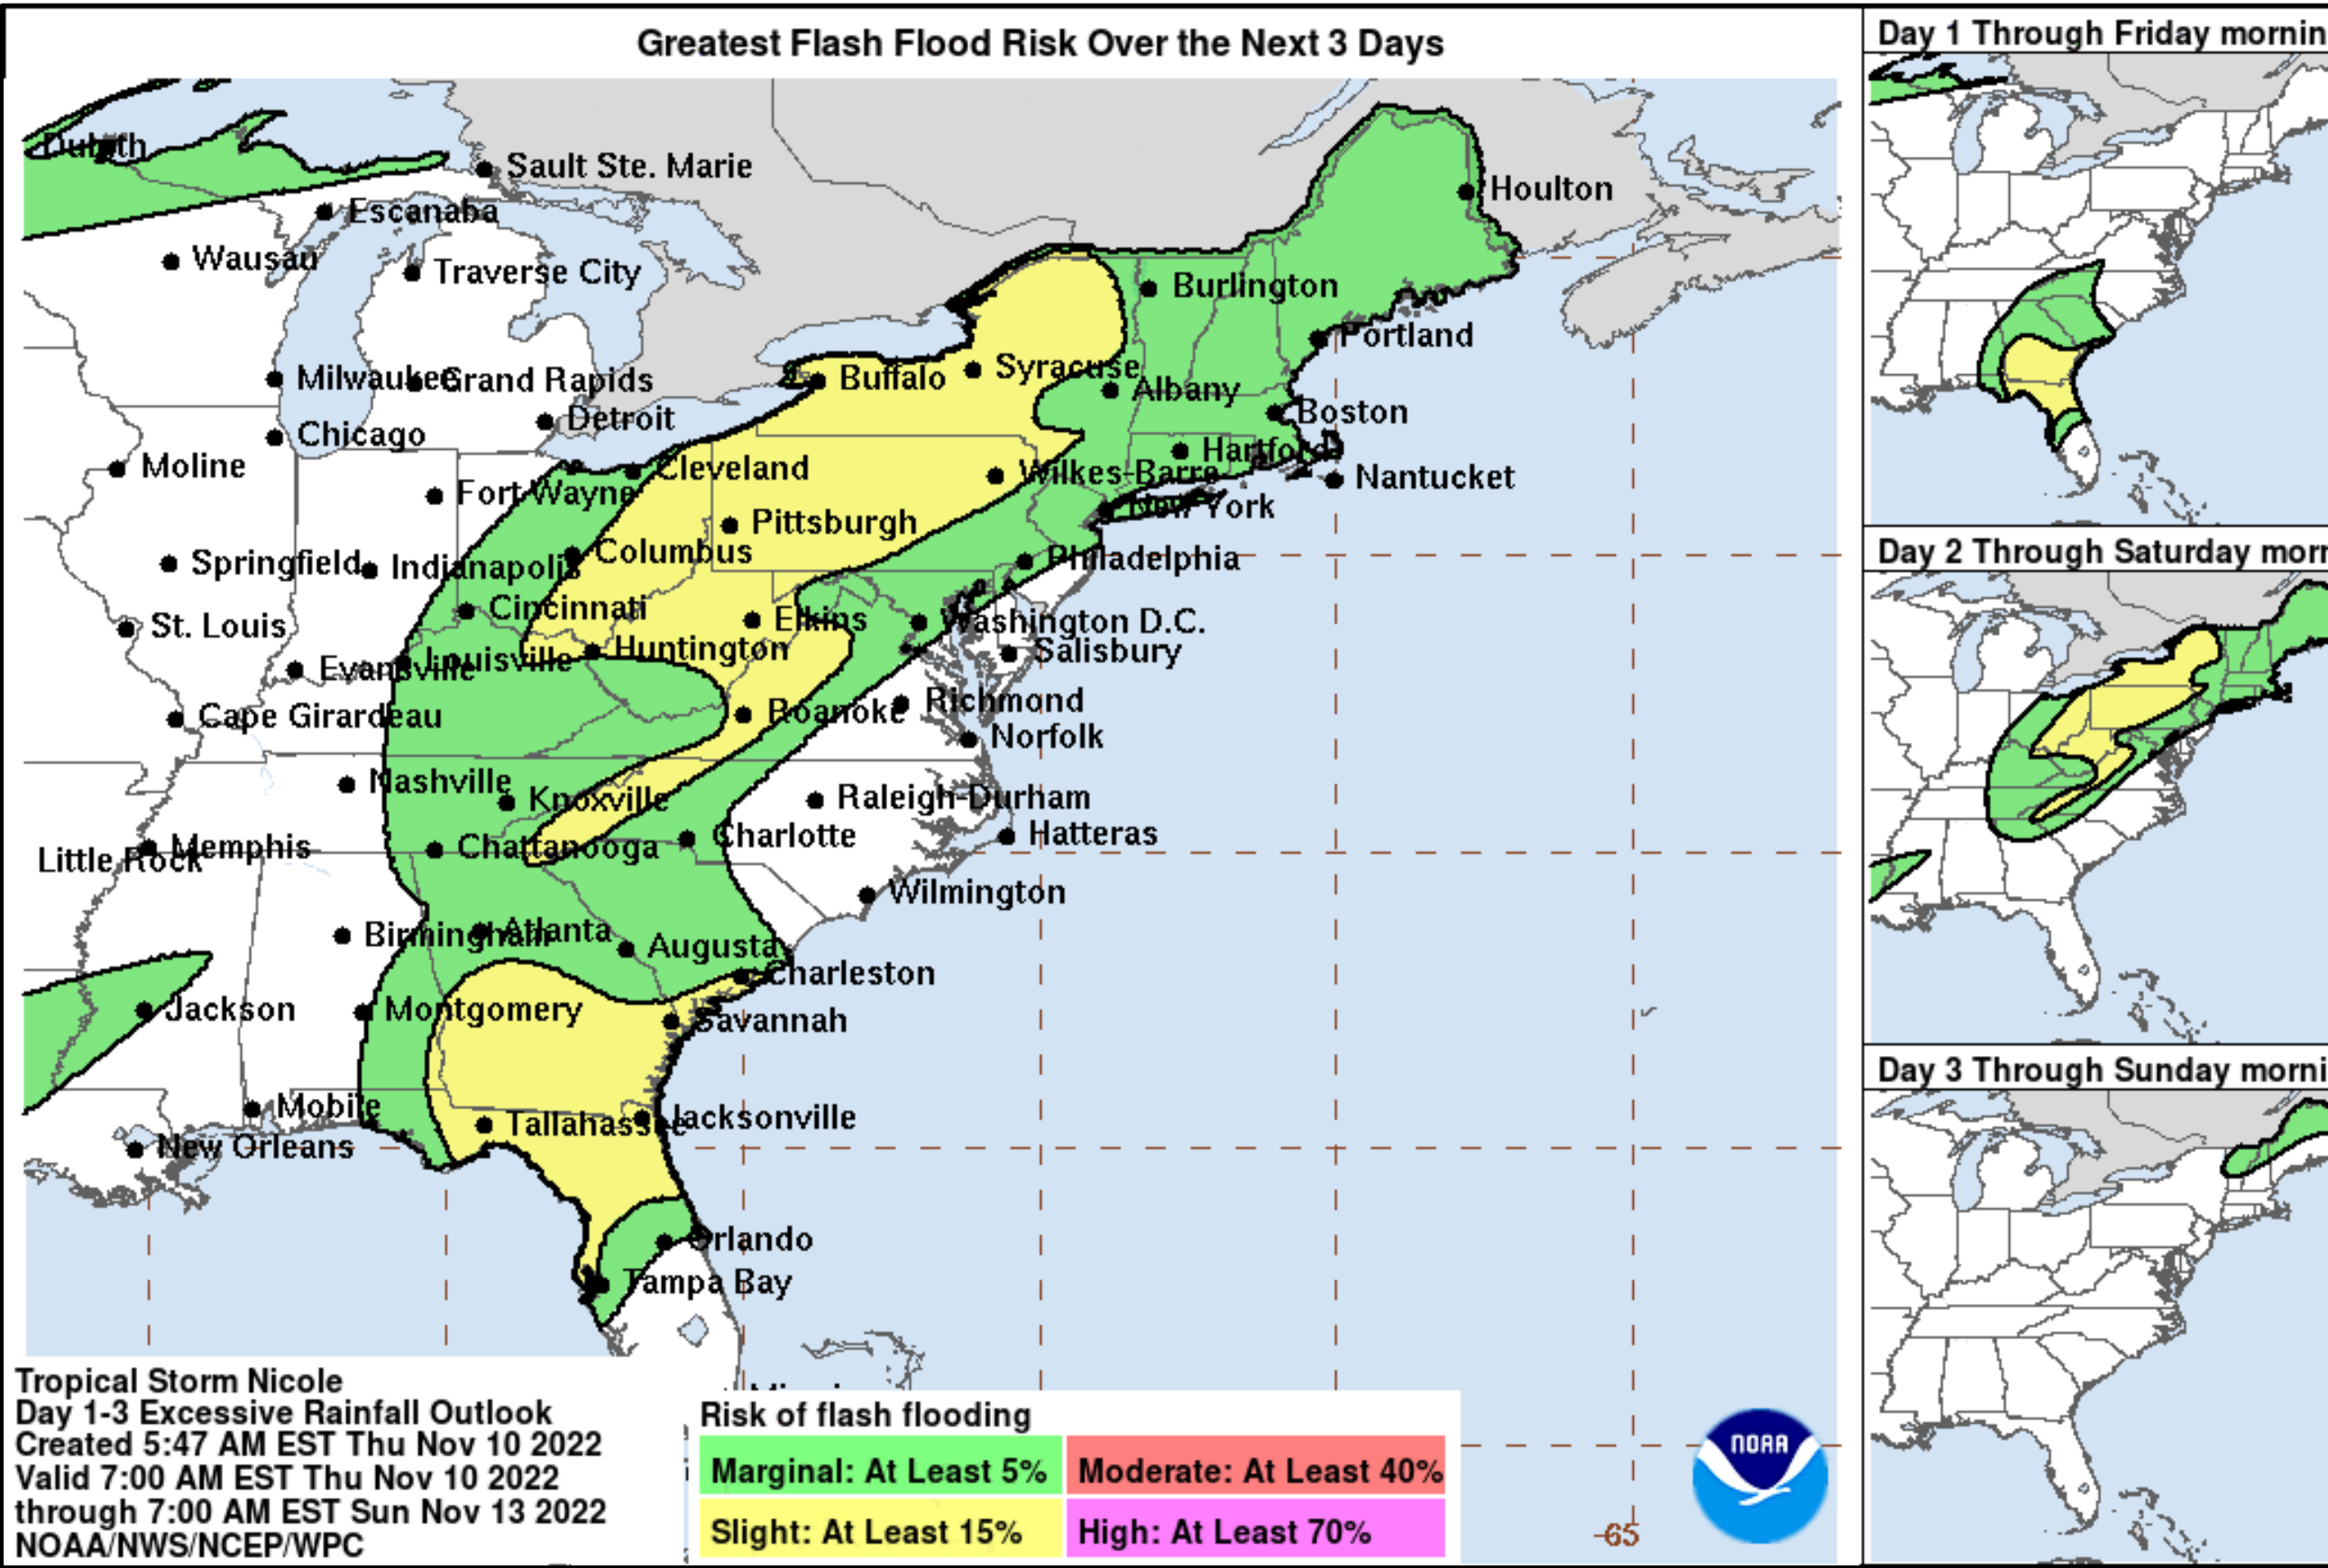 Greatest Flash Flood Risk Over the Next 3 Days
Duluth
Sault Ste. Marie
Escanaba
Houlton
Wausau
Traverse City
Burlington
Portland
Milwaukee
Grand Rapids
Buffalo
Syracuse
Albany
Detroit
Boston
Chicago
Hartford
Moline
Cleveland
Wilkes-Barre
Nantucket
Fort Wayne
New York
Pittsburgh
Columbus
Philadelphia
Springfield
Indianapolis
Cincinnati
Elkins
Washington D.C.
St. Louis
Huntington
Salisbury
Evansville
Louisville
Richmond
Cape Girardeau
Roanoke
Norfolk
Nashville
Knoxville
Raleigh-Durham
Charlotte
Hatteras
Memphis
Chattanooga
Little Rock
Wilmington
Birmingham
Atlanta
Augusta
Charleston
Jackson
Montgomery
Savannah
Mobile
Tallahassee
Jacksonville
New Orleans
Orlando
Tampa Bay
Tropical Storm Nicole
Day 1-3 Excessive Rainfall Outlook
Created 5:47 AM EST Thu Nov 10 2022
Valid 7:00 AM EST Thu Nov 10 2022
through 7:00 AM EST Sun Nov 13 2022
NOAA/NWS/NCEP/WPC
Risk of flash flooding
Marginal: At Least 5%
Moderate: At Least 40%
Slight: At Least 15%
High: At Least 70%
NOAA
-65
Day 1 Through Friday mornin
Day 2 Through Saturday morn
Day 3 Through Sunday morni